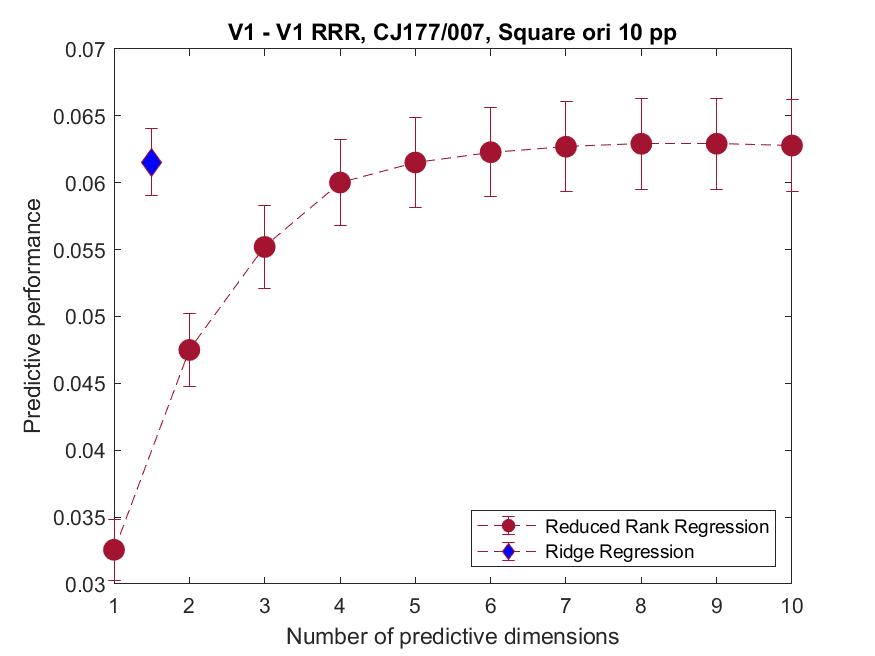 V1 - V1 RRR, CJ177/007, Square ori 10 pp
0.07
0.065
0.06
0.055
0.05
0.045
0.04
0.035
0.03
Predictive performance
1 2 3 4 5 6 7 8 9 10
Number of predictive dimensions
Reduced Rank Regression
Ridge Regression